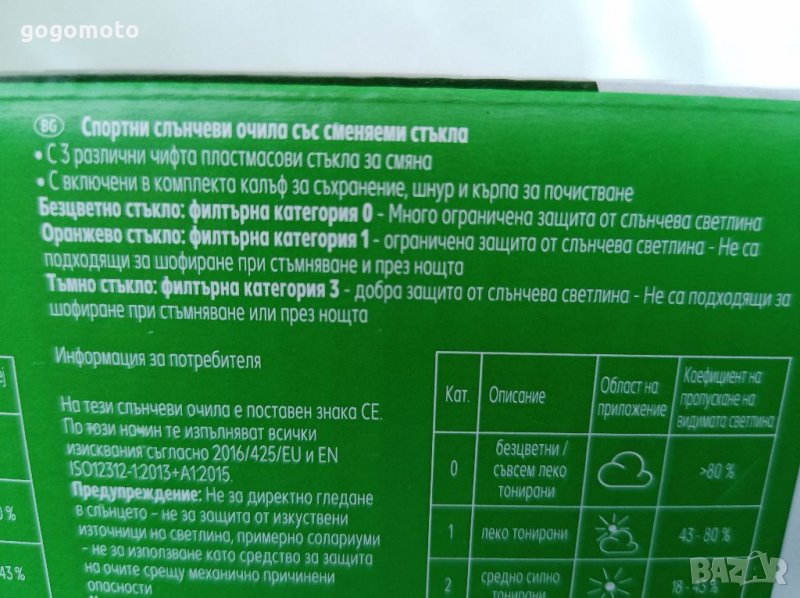 gogomoto
BG Спортни слънчеви очила със сменяеми стъкла
• С 3 различни чифта пластмасови стъкла за смяна
• С включени в комплекта калъф за съхранение, шнур и кърпа за почистване
Безцветно стъкло: филтърна категория 0 - Много ограничена защита от слънчева светлина
Оранжево стъкло: филтърна категория 1 - ограничена защита от слънчева светлина - Не са
подходящи за шофиране при стъмняване и през нощта
Тъмно стъкло: филтърна категория 3 - добра защита от слънчева светлина - Не са подходящи за
шофиране при стъмняване или през нощта
Информация за потребителя
На тези слънчеви очила е поставен знака CE.
По този начин те изпълняват всички
изисквания съгласно 2016/425/EU и EN
ISO12312-1:2013+A1:2015.
Предупреждение: Не за директно гледане
в слънцето - не за защита от изкуствени
източници на светлина, примерно солариуми
- не за използване като средство за защита
на очите срещу механично причинени
опасности
Кат.
Описание
Област на
приложение
Коефициент на
пропускане на
видимата светлина
0
безцветни /
съвсем леко
тонирани
>80 %
1
леко тонирани
43 - 80 %
2
средно силно
тонирани
18 - 43 %
0 %
43 %
BAZAR